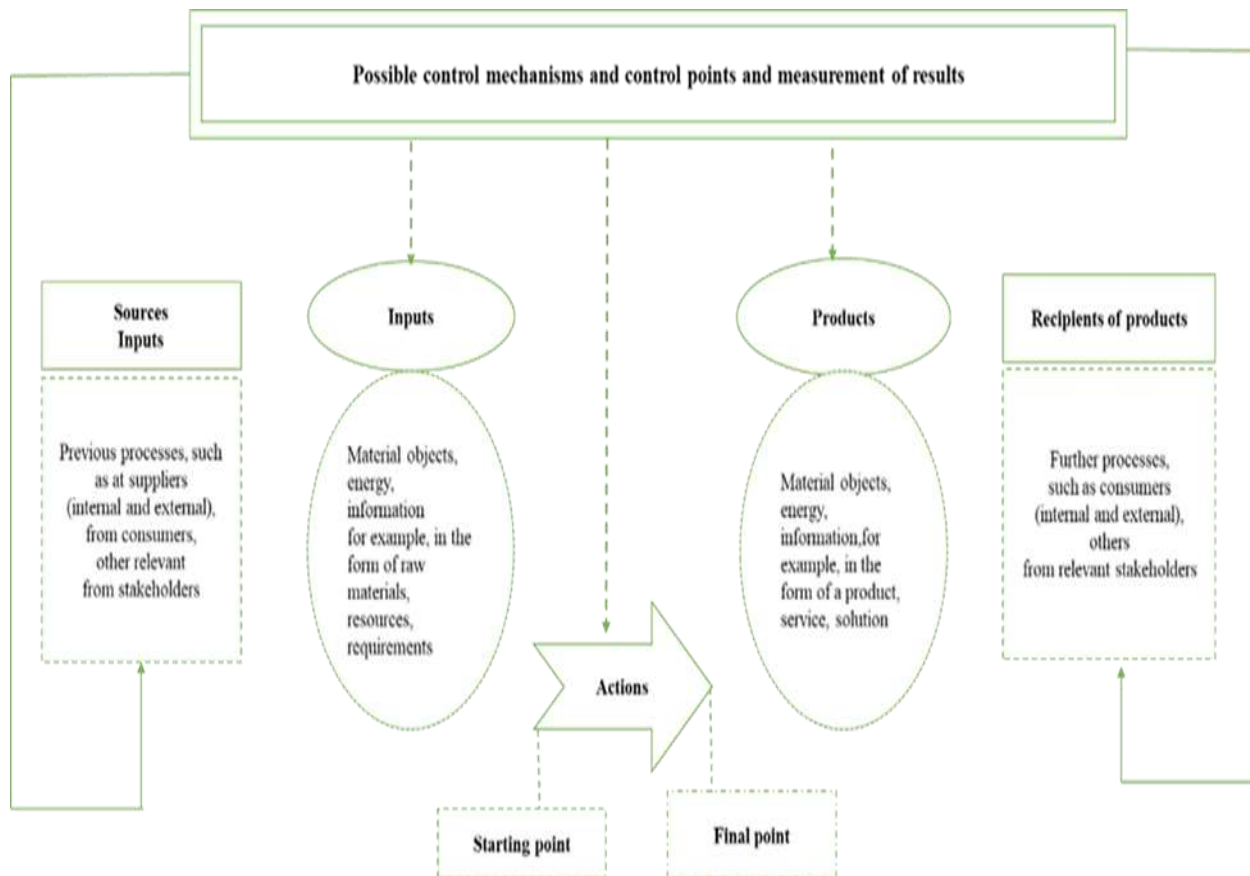 Possible control mechanisms and control points and measurement of results
Sources
Inputs
Inputs
Products
Recipients of products
Previous processes, such
as at suppliers
(internal and external),
from consumers,
other relevant
from stakeholders
Material objects,
energy,
information
for example, in the
form of raw
materials,
resources,
requirements
Material objects,
energy,
information,for
example, in the
form of a product,
service, solution
Further processes,
such as consumers
(internal and external),
others
from relevant stakeholders
Actions
Starting point
Final point